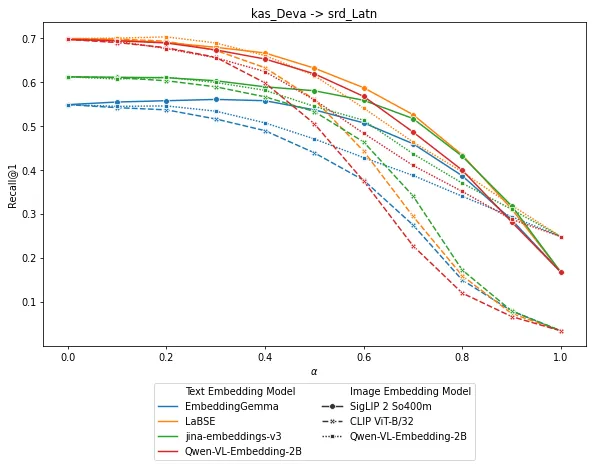 kas_Deva -> srd_Latn
Recall@1
0.7
0.6
0.5
0.4
0.3
0.2
0.1
0.0 0.2 0.4 0.6 0.8 1.0
α
Text Embedding Model
EmbeddingGemma
LaBSE
jina-embeddings-v3
Qwen-VL-Embedding-2B
Image Embedding Model
SigLIP 2 So400m
CLIP ViT-B/32
Qwen-VL-Embedding-2B